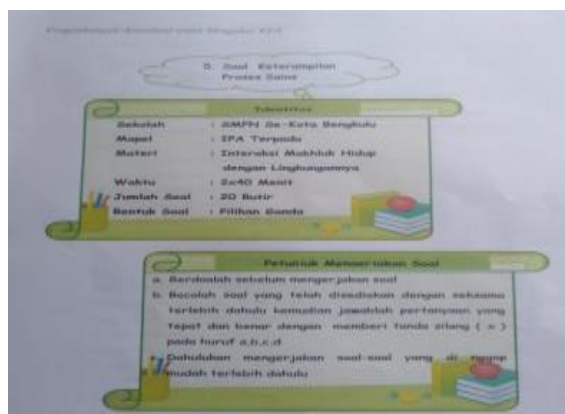 5. Soal Keterampilan
Proses Sains
Identitas
Sekolah : SMPN Se-Kota Bengkulu
Mapel : IPA Terpadu
Materi : Interaksi Makhluk Hidup
dengan Lingkungannya
Waktu : 2x40 Menit
Jumlah Soal : 20 Butir
Bentuk Soal : Pilihan Ganda
Petunjuk Mengerjakan Soal
a. Berdoalah sebelum mengerjakan soal
b. Bacalah soal yang telah disediakan dengan seksama
terlebih dahulu kemudian jawablah pertanyaan yang
tepat dan benar dengan memberi tanda silang ( x )
pada huruf a,b,c,d
Dahulukan mengerjakan soal-soal yang di
mudah terlebih dahulu